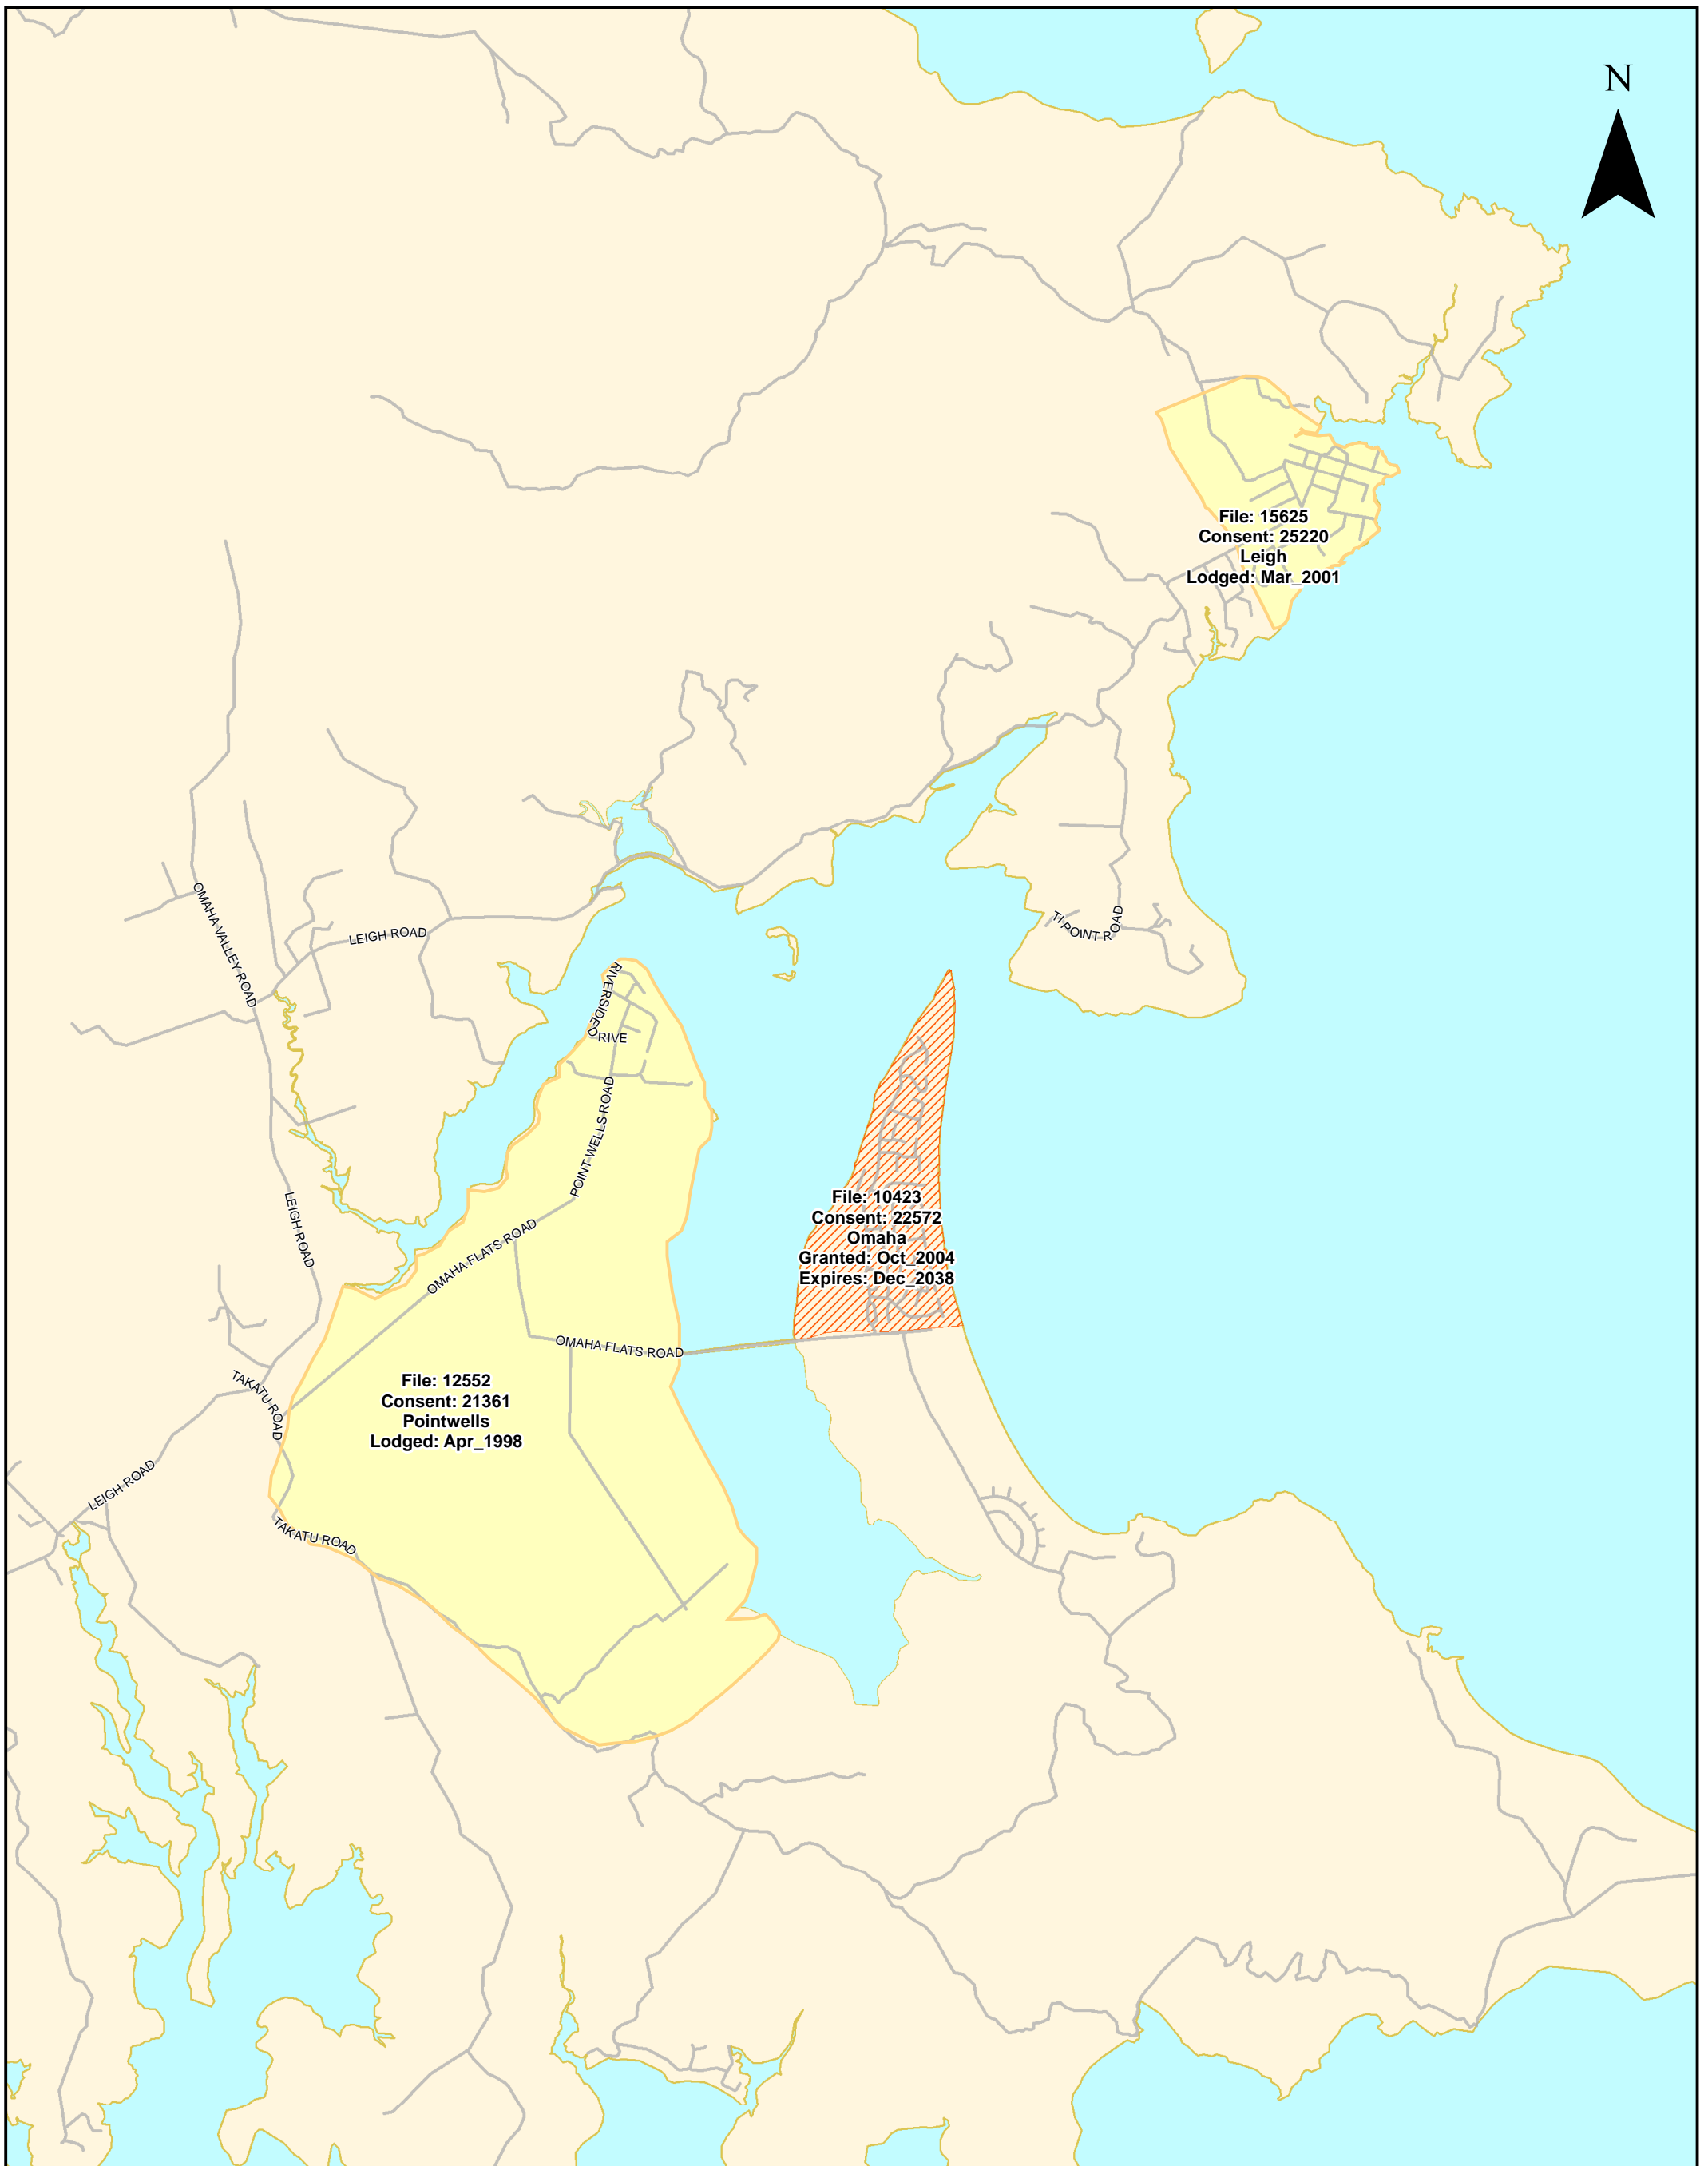 N
File: 15625
Consent: 25220
Leigh
Lodged: Mar_2001
OMAHA VALLEY ROAD
LEIGH ROAD
TI POINT ROAD
RIVERSIDE DRIVE
POINT WELLS ROAD
LEIGH ROAD
OMAHA FLATS ROAD
File: 10423
Consent: 22572
Omaha
Granted: Oct_2004
Expires: Dec_2038
OMAHA FLATS ROAD
TAKATU ROAD
File: 12552
Consent: 21361
Pointwells
Lodged: Apr_1998
LEIGH ROAD
TAKATU ROAD